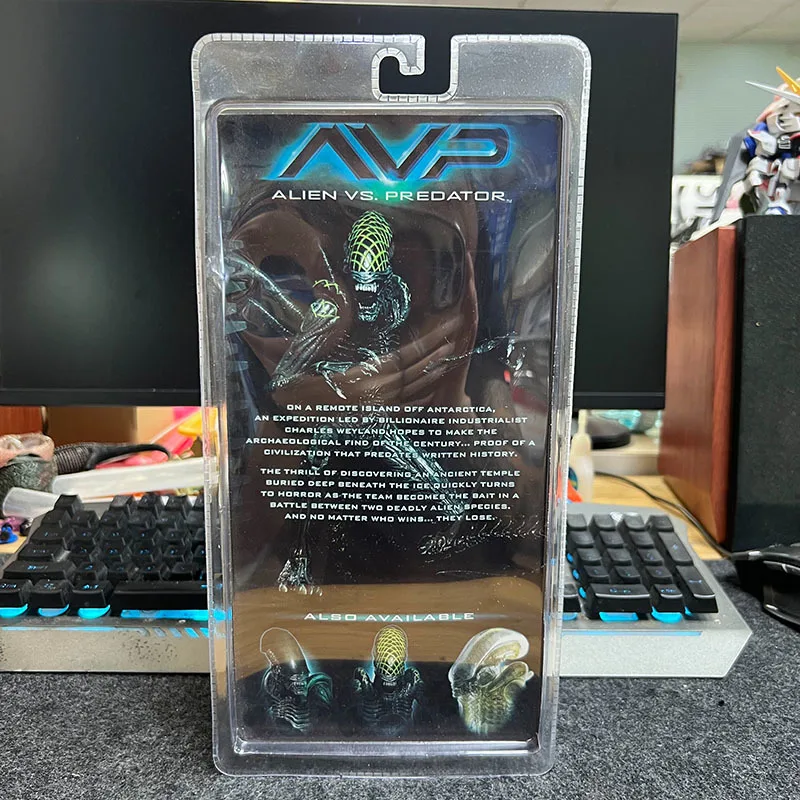 AVP
ALIEN VS. PREDATOR™
ON A REMOTE ISLAND OFF ANTARCTICA,
AN EXPEDITION LED BY BILLIONAIRE INDUSTRIALIST
CHARLES WEYLAND HOPES TO MAKE THE
ARCHAEOLOGICAL FIND OF THE CENTURY... PROOF OF A
CIVILIZATION THAT PREDATES WRITTEN HISTORY.
THE THRILL OF DISCOVERING AN ANCIENT TEMPLE
BURIED DEEP BENEATH THE ICE QUICKLY TURNS
TO HORROR AS THE TEAM BECOMES THE BAIT IN A
BATTLE BETWEEN TWO DEADLY ALIEN SPECIES.
AND NO MATTER WHO WINS... THEY LOSE.
ALSO AVAILABLE